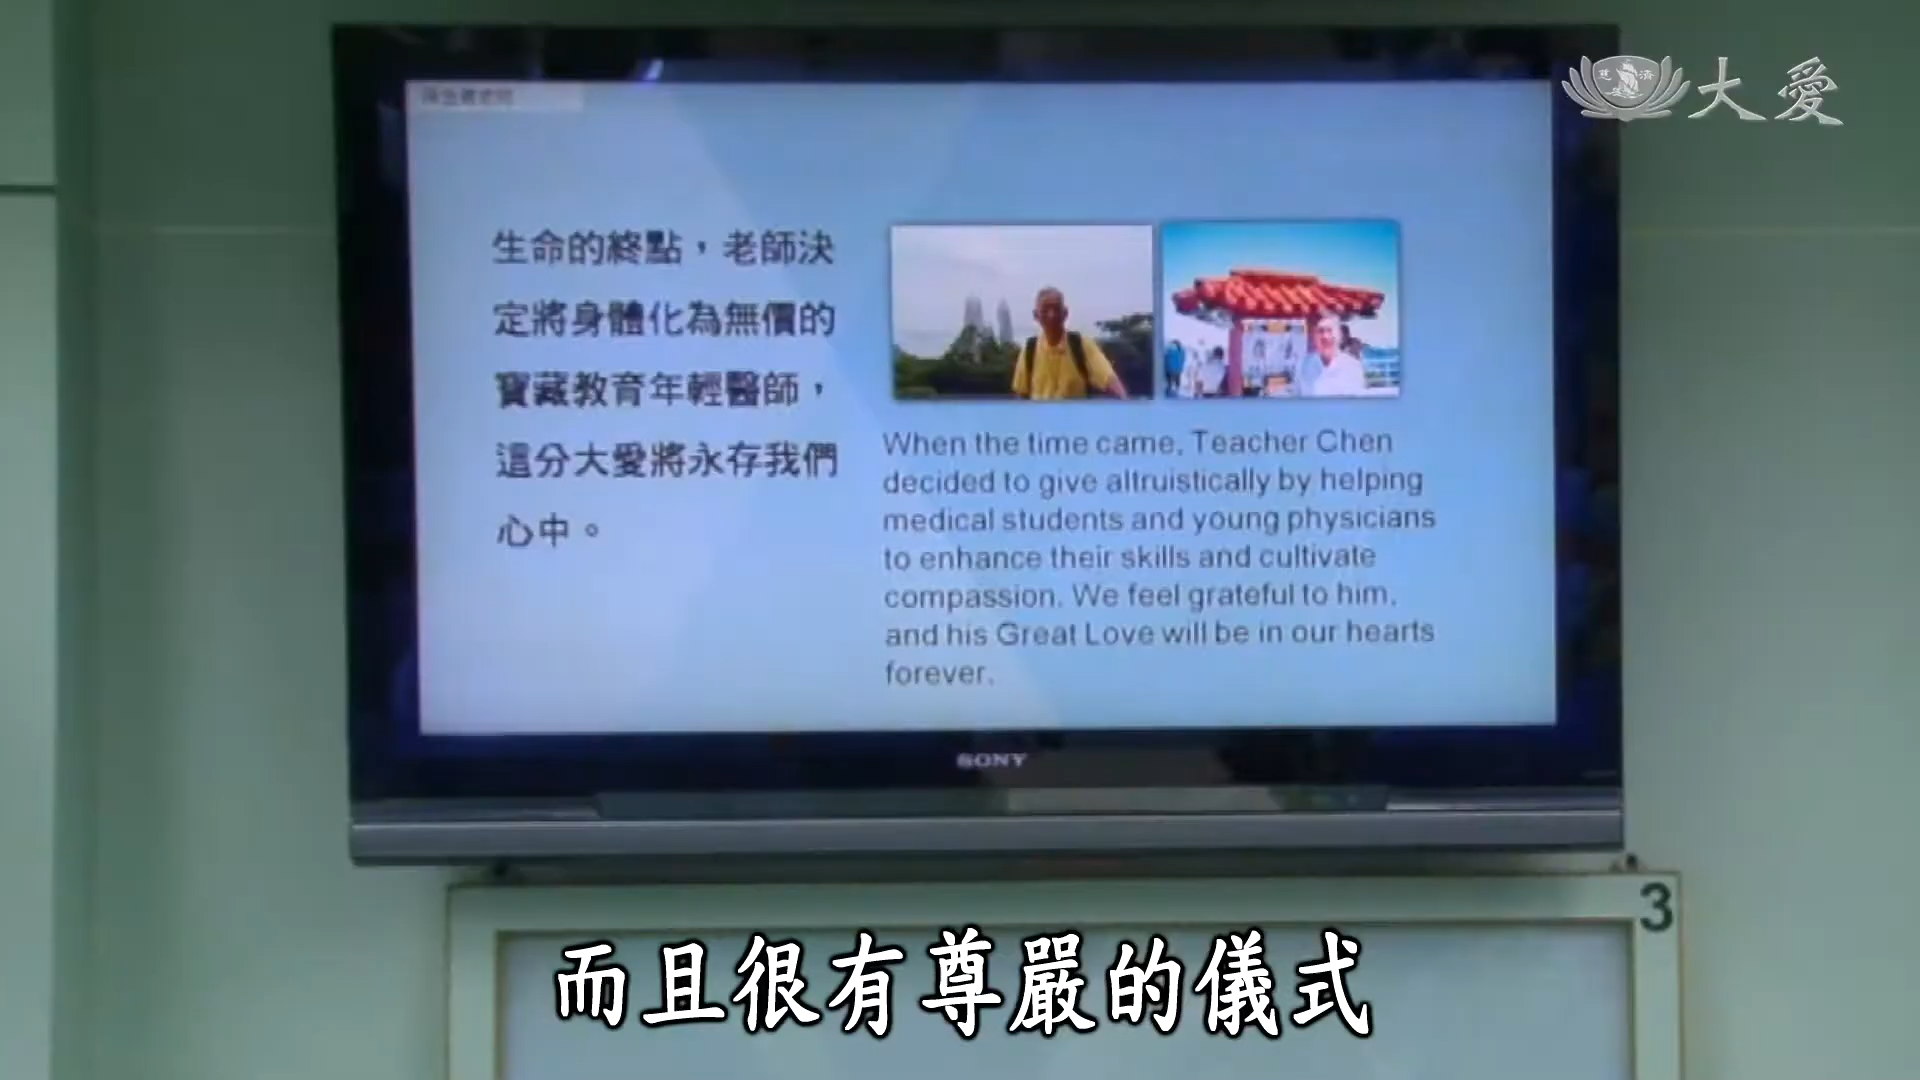 慈濟
大愛
生命的終點，老師決
定將身體化為無價的
寶藏教育年輕醫師，
這分大愛將永存我們
心中。
When the time came, Teacher Chen
decided to give altruistically by helping
medical students and young physicians
to enhance their skills and cultivate
compassion. We feel grateful to him,
and his Great Love will be in our hearts
forever.
SONY
3
而且很有尊嚴的儀式